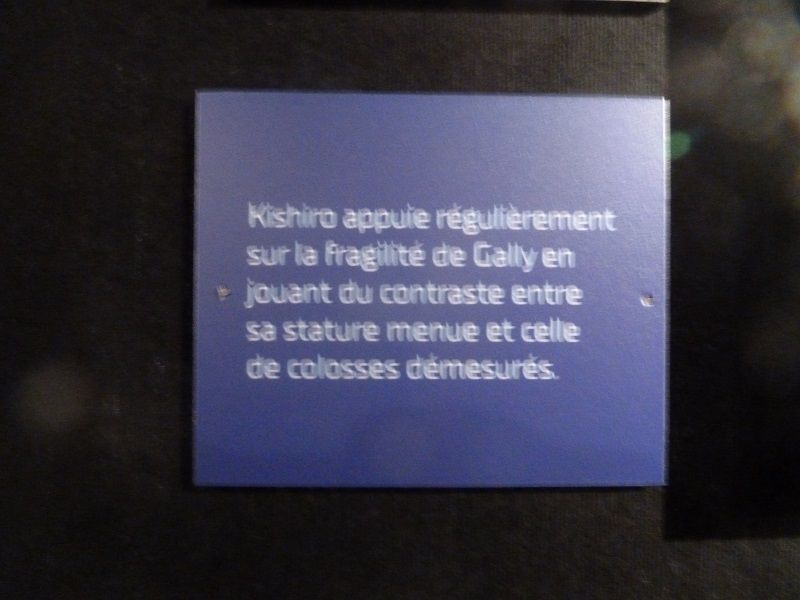 Kishiro appuie régulièrement
sur la fragilité de Gally en
jouant du contraste entre
sa stature menue et celle
de colosses démesurés.